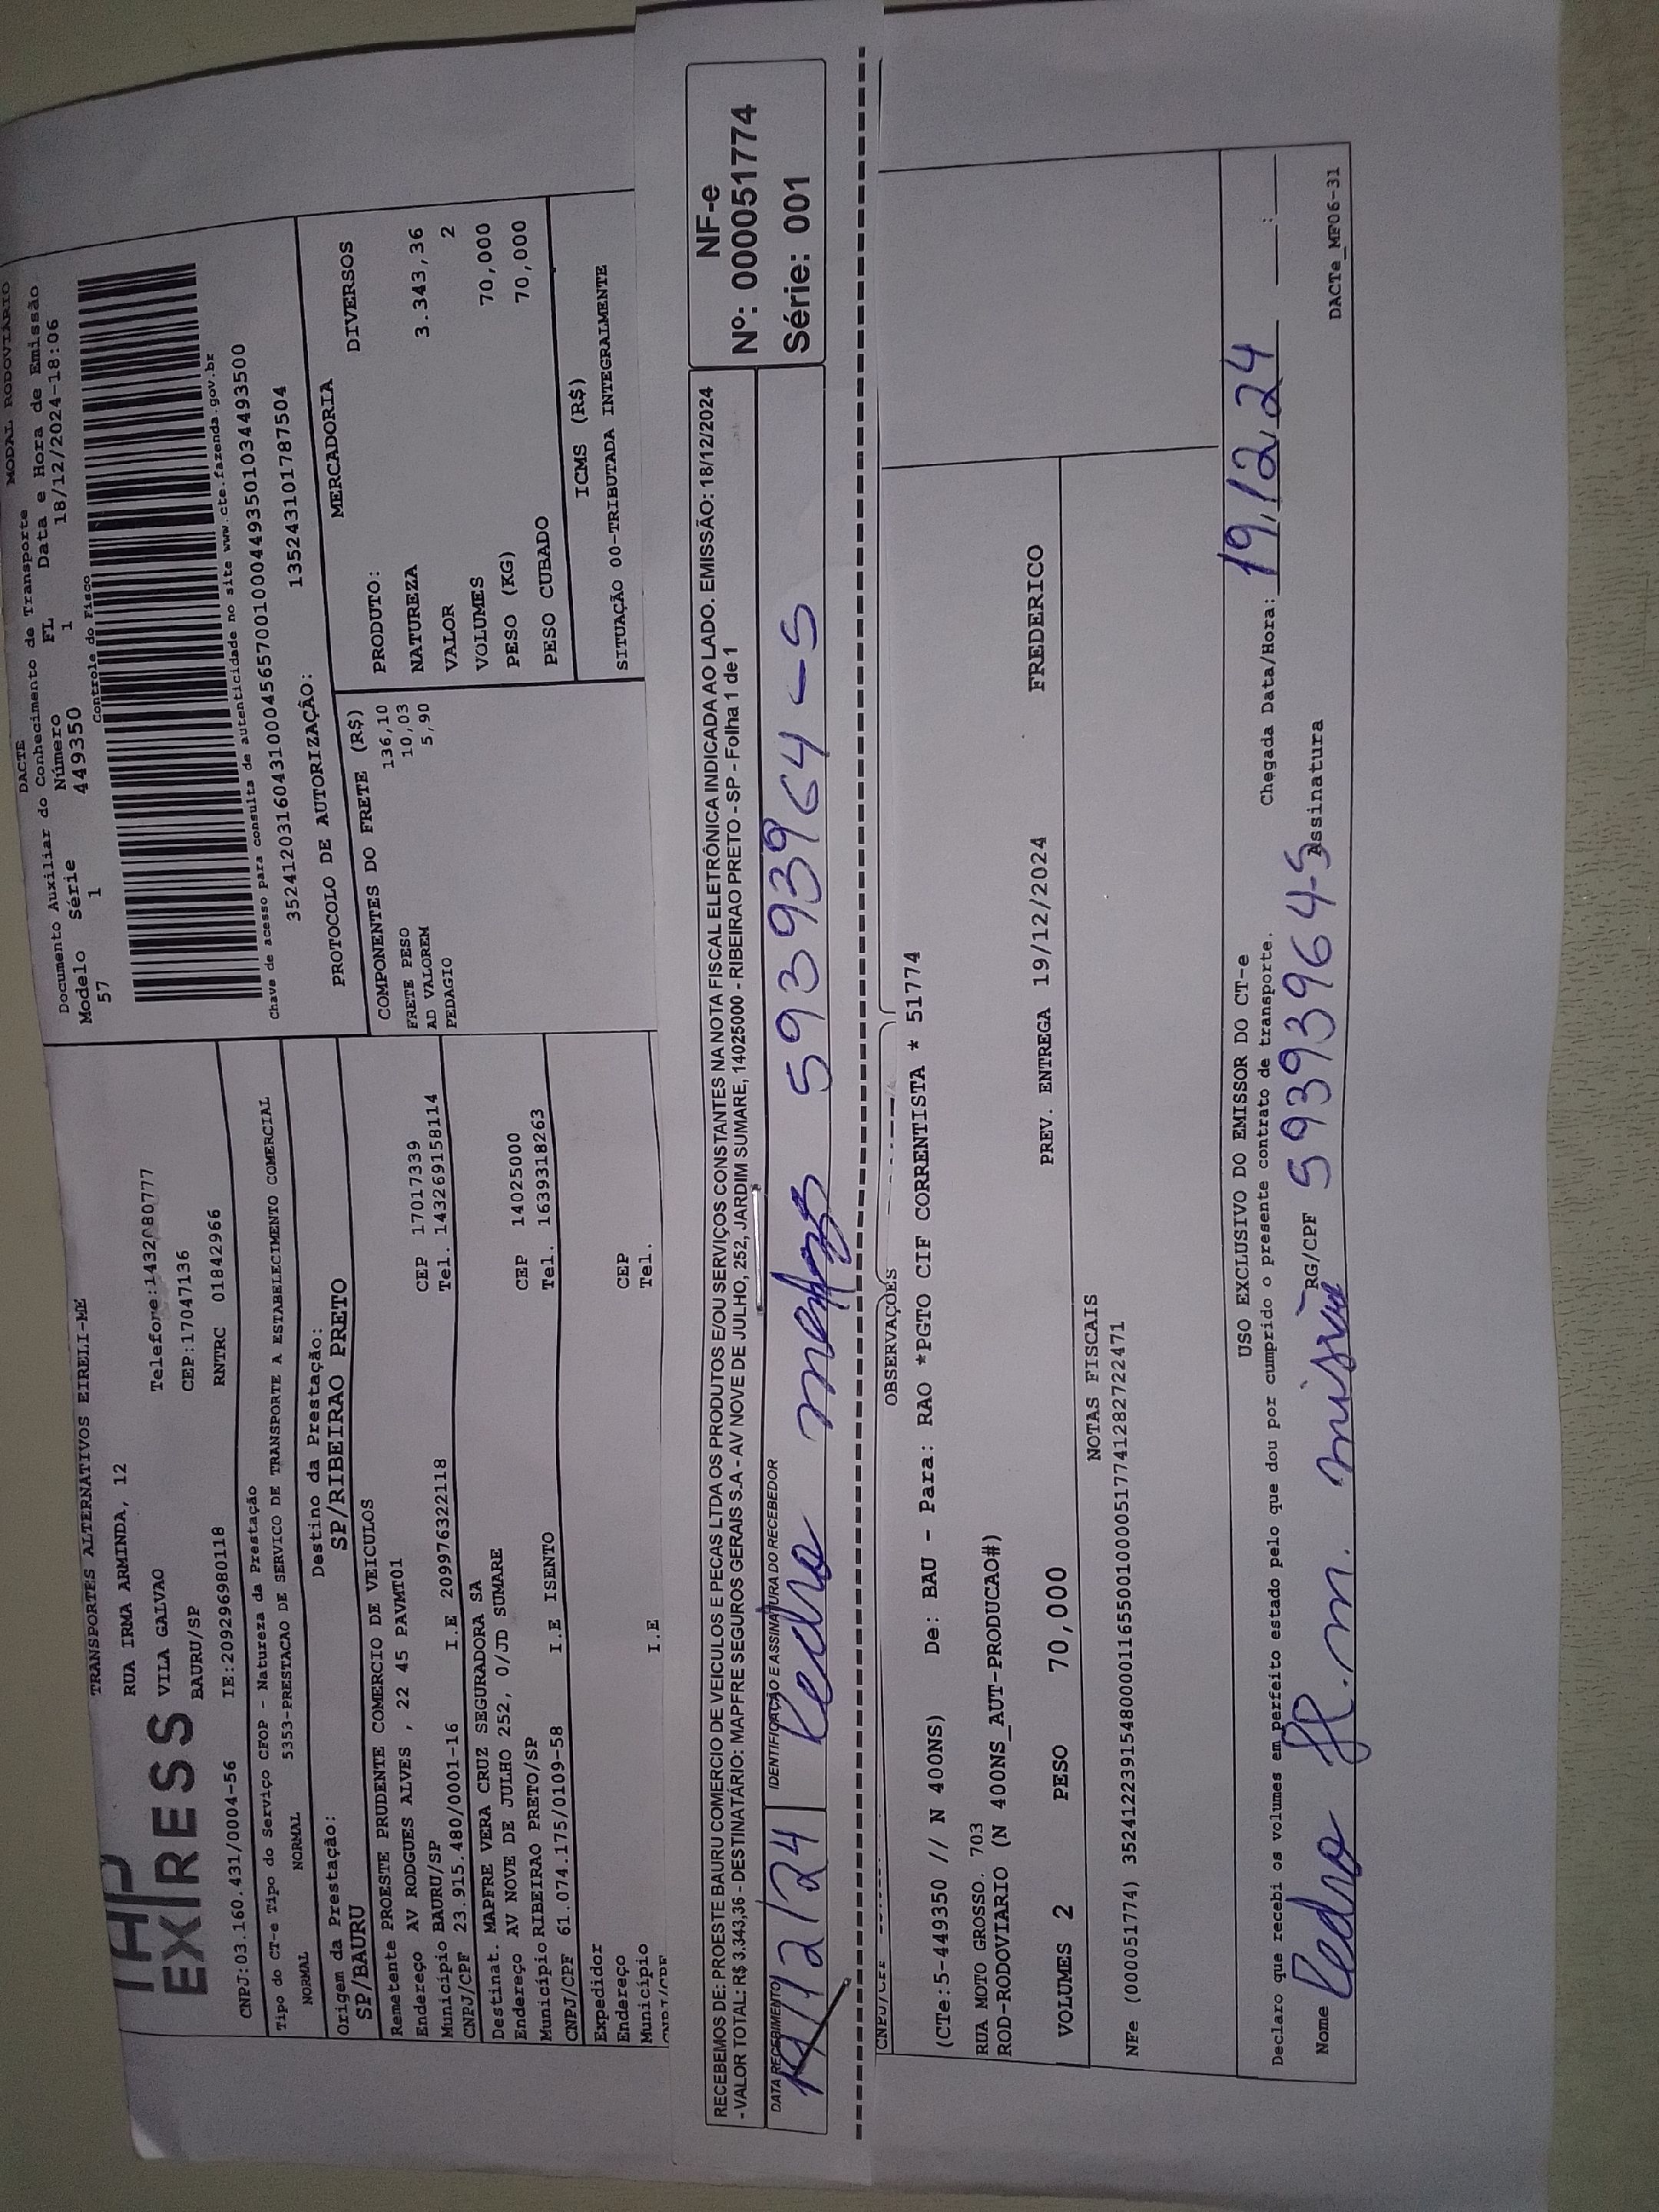 TAP
EXPRESS
TRANSPORTES ALTERNATIVOS EIRELI-ME
RUA IRMA ARMINDA, 12
VILA GALVAO Telefone:1432080777
BAURU/SP CEP:17047136
CNPJ:03.160.431/0004-56 IE:209296980118 RNTRC 01842966
Tipo do CT-e Tipo do Serviço CFOP - Natureza da Prestação
NORMAL NORMAL 5353-PRESTACAO DE SERVICO DE TRANSPORTE A ESTABELECIMENTO COMERCIAL
Origem da Prestação: Destino da Prestação:
SP/BAURU SP/RIBEIRAO PRETO
Remetente PROESTE PRUDENTE COMERCIO DE VEICULOS
Endereço AV RODGUES ALVES , 22 45 PAVMT01 CEP 17017339
Município BAURU/SP Tel. 143269158114
CNPJ/CPF 23.915.480/0001-16 I.E 209976322118
Destinat. MAPFRE VERA CRUZ SEGURADORA SA
Endereço AV NOVE DE JULHO 252, 0/JD SUMARE CEP 14025000
Município RIBEIRAO PRETO/SP Tel. 1639318263
CNPJ/CPF 61.074.175/0109-58 I.E ISENTO
Expedidor
Endereço CEP
Município Tel.
CNPJ/CPF I.E
MODAL RODOVIÁRIO
DACTE
Documento Auxiliar do Conhecimento de Transporte
Modelo Série Número FL Data e Hora de Emissão
57 1 449350 1 18/12/2024-18:06
Controle do Fisco
Chave de acesso para consulta de autenticidade no site www.cte.fazenda.gov.br
35241203160431000456570010004493501034493500
PROTOCOLO DE AUTORIZAÇÃO: 135243101787504
COMPONENTES DO FRETE (R$)
FRETE PESO 136,10
AD VALOREM 10,03
PEDAGIO 5,90
MERCADORIA
PRODUTO: DIVERSOS
NATUREZA
VALOR 3.343,36
VOLUMES 2
PESO (KG) 70,000
PESO CUBADO 70,000
ICMS (R$)
SITUAÇÃO 00-TRIBUTADA INTEGRALMENTE
RECEBEMOS DE: PROESTE BAURU COMERCIO DE VEICULOS E PECAS LTDA OS PRODUTOS E/OU SERVIÇOS CONSTANTES NA NOTA FISCAL ELETRÔNICA INDICADA AO LADO. EMISSÃO: 18/12/2024
- VALOR TOTAL: R$ 3.343,36 - DESTINATÁRIO: MAPFRE SEGUROS GERAIS S.A - AV NOVE DE JULHO, 252, JARDIM SUMARE, 14025000 - RIBEIRAO PRETO - SP - Folha 1 de 1
NF-e
Nº: 000051774
Série: 001
DATA RECEBIMENTO IDENTIFICAÇÃO E ASSINATURA DO RECEBEDOR
19/12/24 Pedro 5939964-5
CNPJ/CPF
OBSERVAÇÕES
(CTe:5-449350 // N 400NS) De: BAU - Para: RAO *PGTO CIF CORRENTISTA * 51774
RUA MOTO GROSSO. 703
ROD-RODOVIARIO (N 400NS_AUT-PRODUCAO#)
VOLUMES 2 PESO 70,000 PREV. ENTREGA 19/12/2024 FREDERICO
NOTAS FISCAIS
NFe (000051774) 35241223915480000116550010000517741282722471
USO EXCLUSIVO DO EMISSOR DO CT-e
Declaro que recebi os volumes em perfeito estado pelo que dou por cumprido o presente contrato de transporte. Chegada Data/Hora: 19,12,24 __:__
Nome Pedro H. M. RG/CPF 59393964-5 Assinatura
DACTe_MF06-31